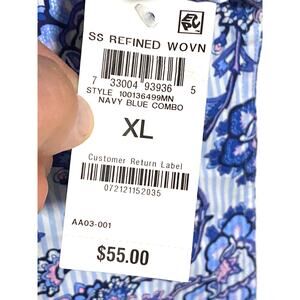 SS REFINED WOVN
7 33004 93936 5
STYLE 100136499MN
NAVY BLUE COMBO
XL
Customer Return Label
072121152035
AA03-001
$55.00